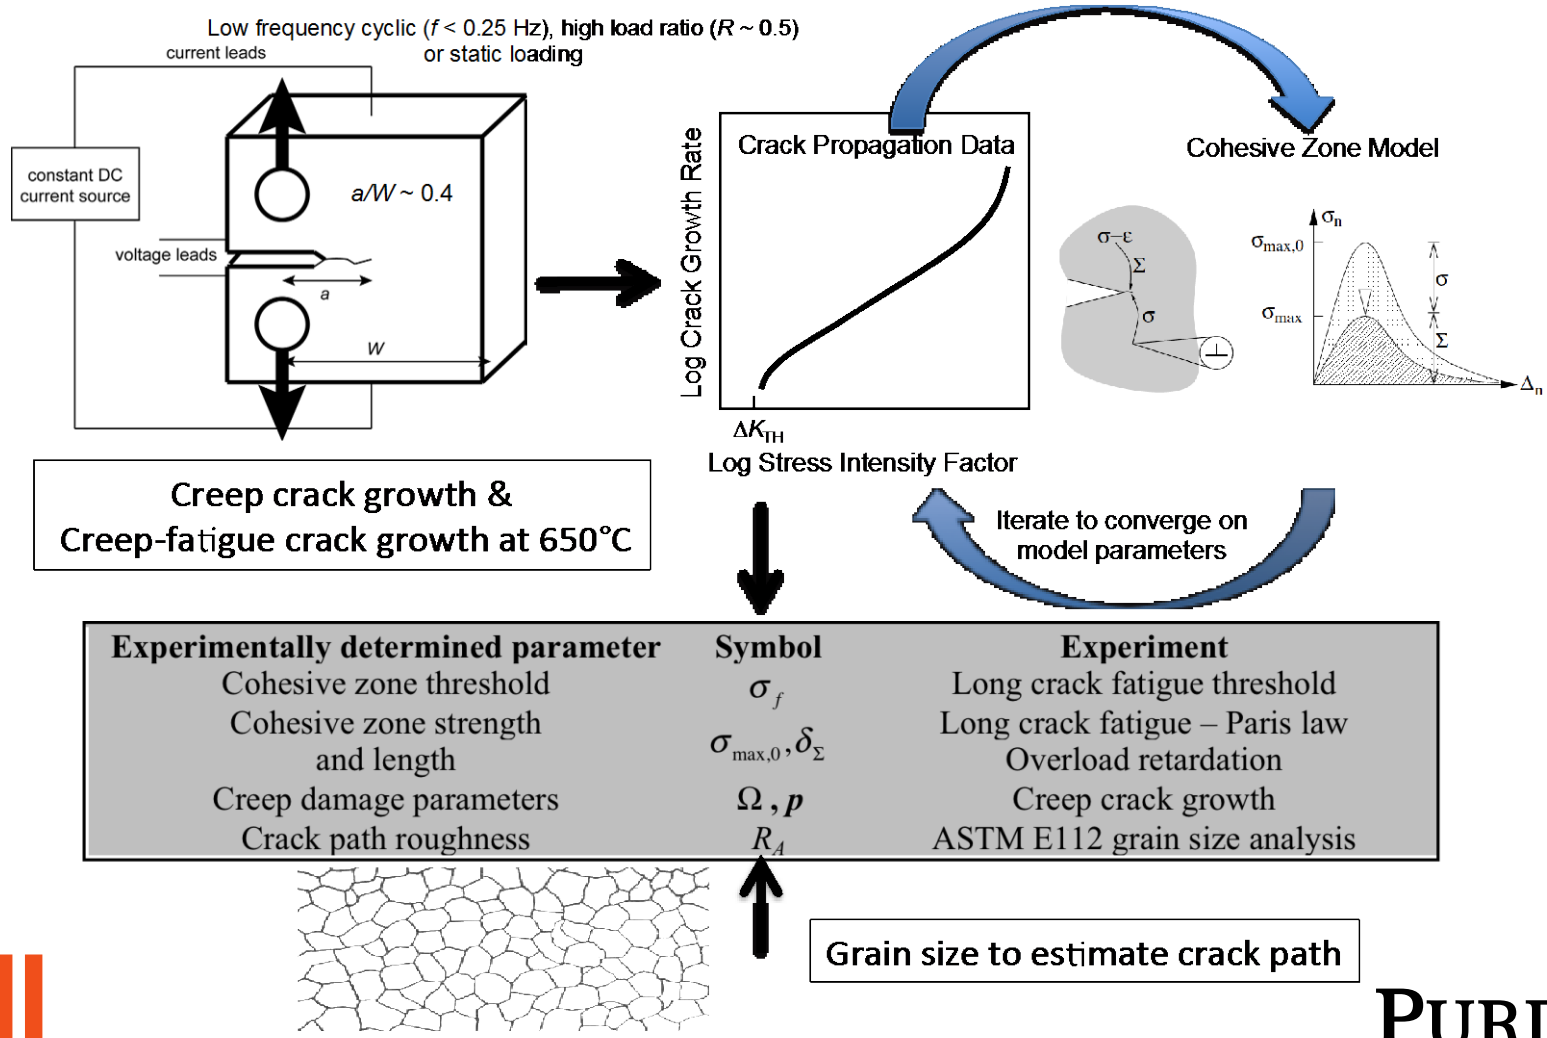 Low frequency cyclic (f < 0.25 Hz), high load ratio (R ~ 0.5)
or static loading
current leads
constant DC
current source
a/W ~ 0.4
voltage leads
a
W
Log Crack Growth Rate
Crack Propagation Data
ΔK_TH
Log Stress Intensity Factor
Cohesive Zone Model
σ–ε
Σ
σ
⊥
σ_n
σ_max,0
σ
σ_max
Σ
Δ_n
Creep crack growth &
Creep-fatigue crack growth at 650°C
Iterate to converge on
model parameters
Experimentally determined parameter Symbol Experiment
Cohesive zone threshold σ_f Long crack fatigue threshold
Cohesive zone strength Long crack fatigue – Paris law
and length σ_max,0, δ_Σ Overload retardation
Creep damage parameters Ω , p Creep crack growth
Crack path roughness R_A ASTM E112 grain size analysis
Grain size to estimate crack path